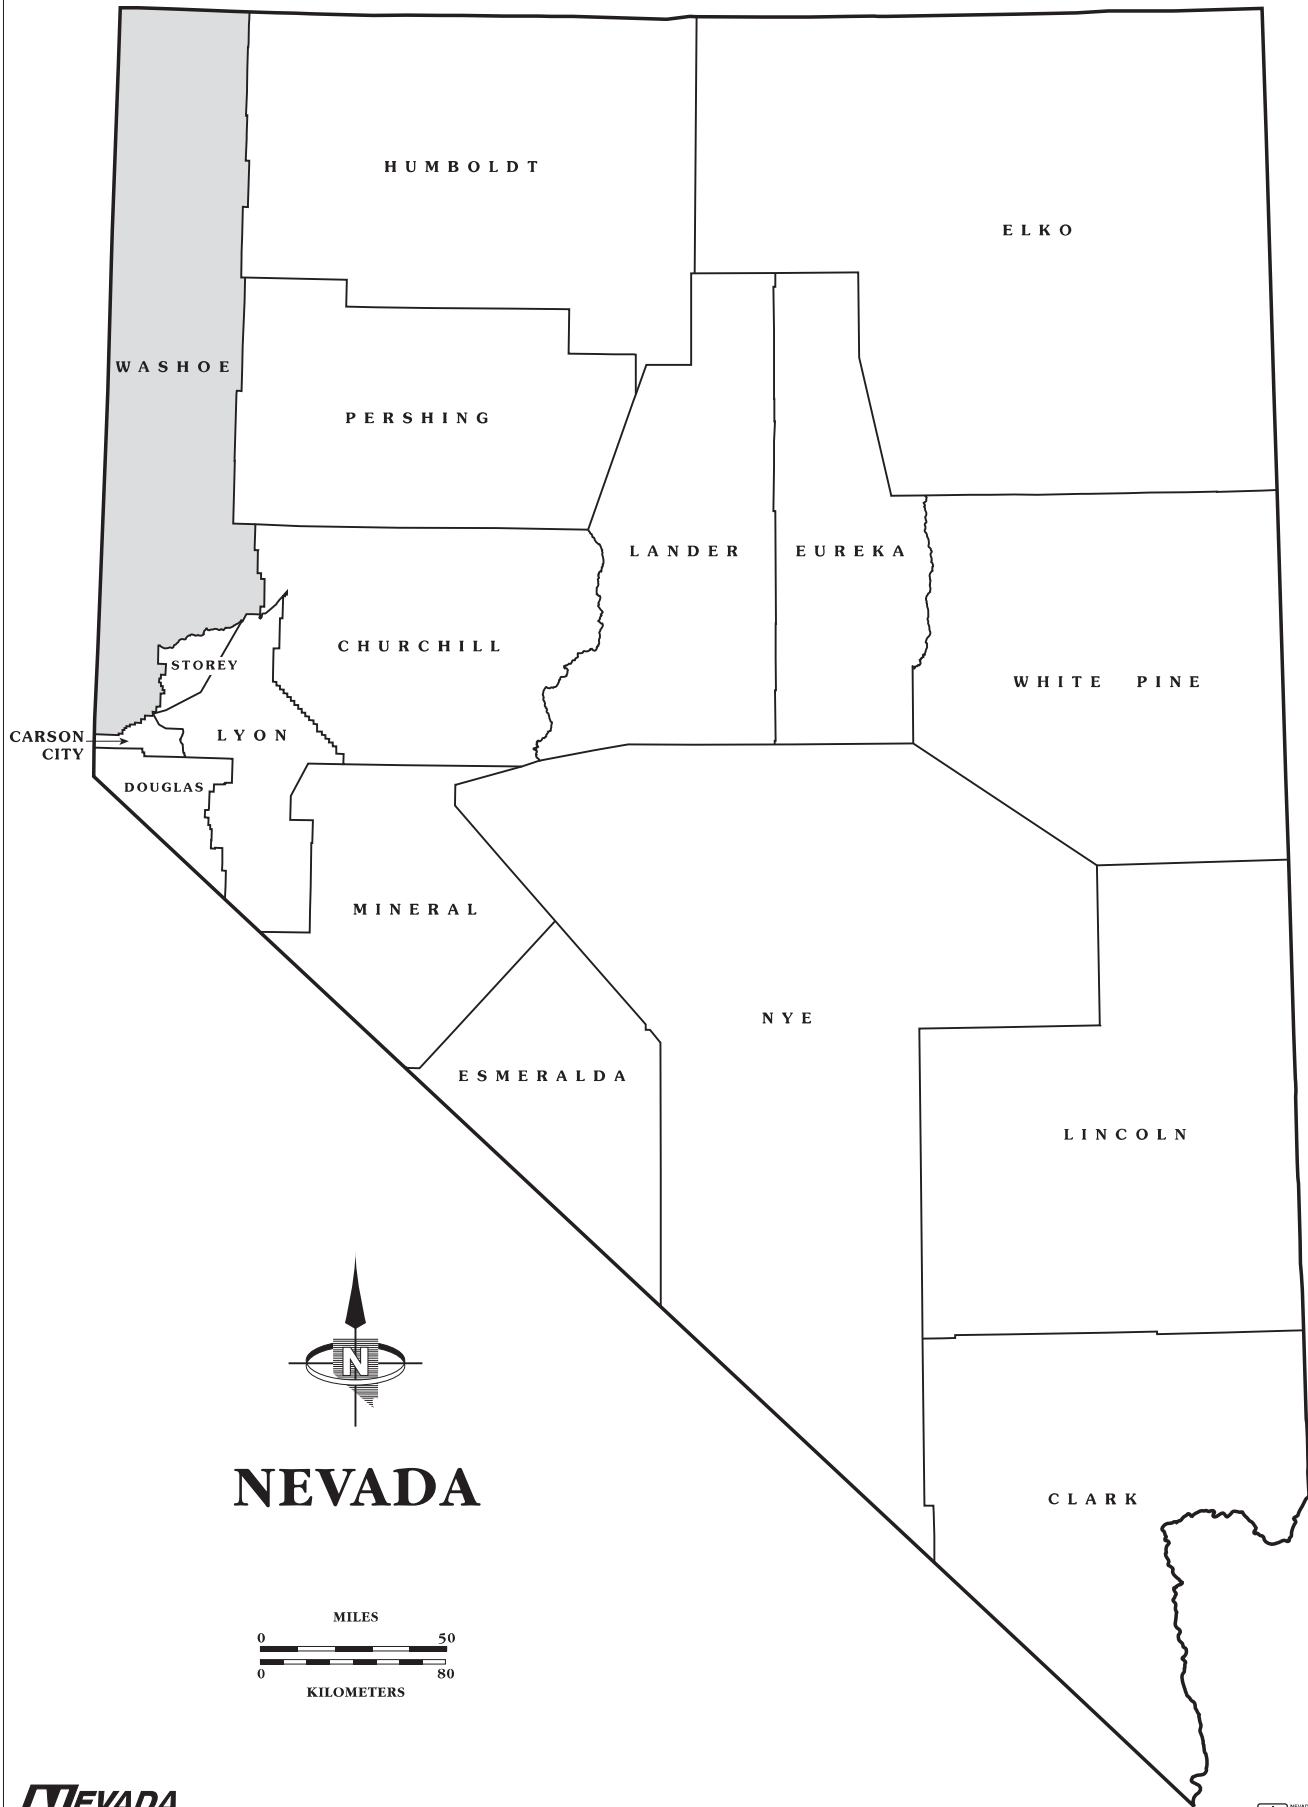 HUMBOLDT
ELKO
WASHOE
PERSHING
LANDER
EUREKA
CHURCHILL
STOREY
WHITE PINE
CARSON
CITY
LYON
DOUGLAS
MINERAL
NYE
ESMERALDA
LINCOLN
N
NEVADA
CLARK
MILES
0 50
0 80
KILOMETERS
NEVADA